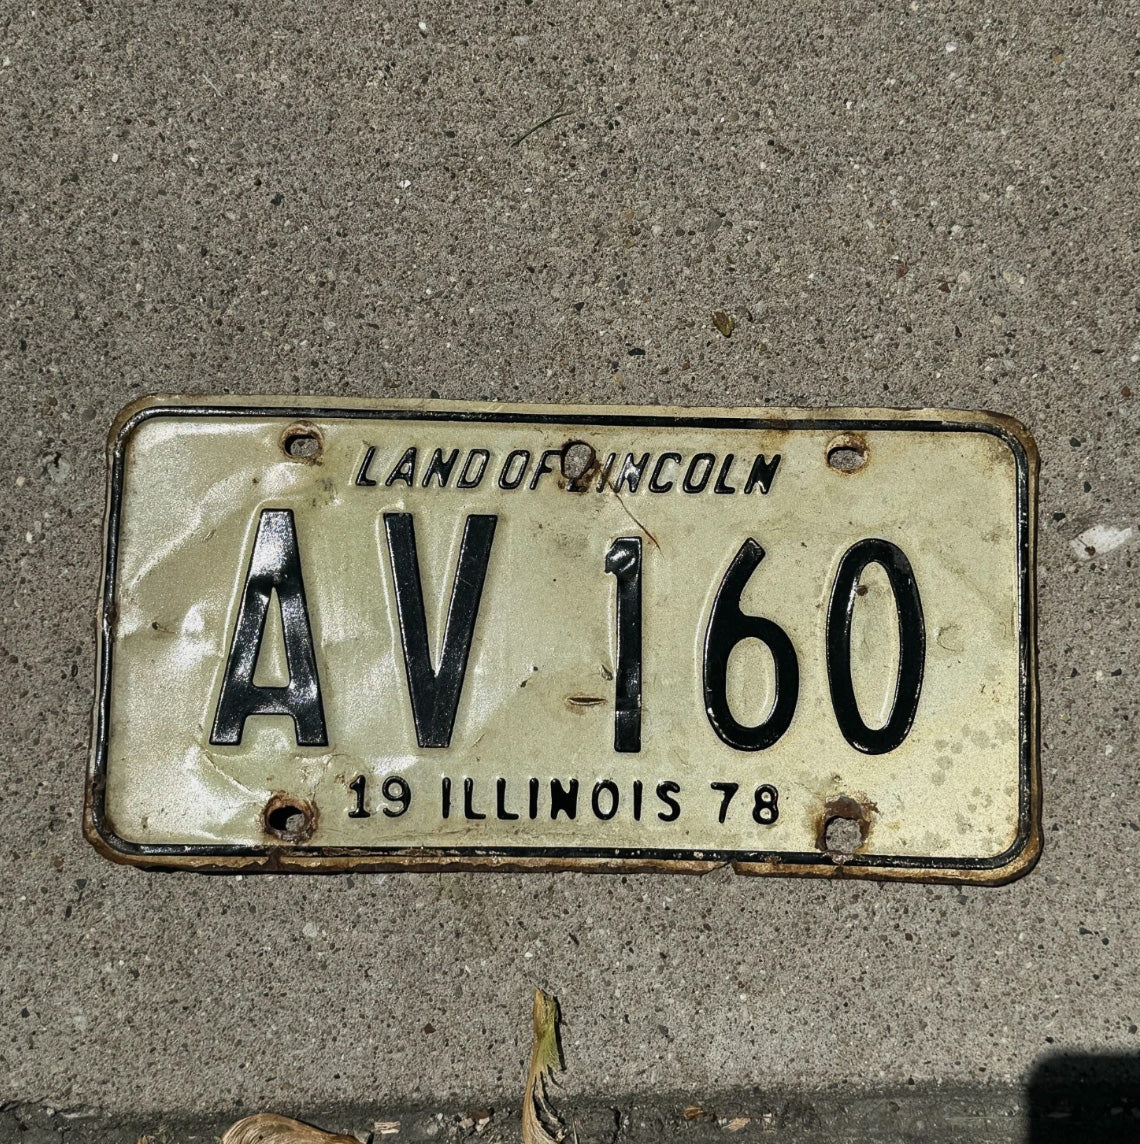 LAND OF LINCOLN
AV 160
19 ILLINOIS 78